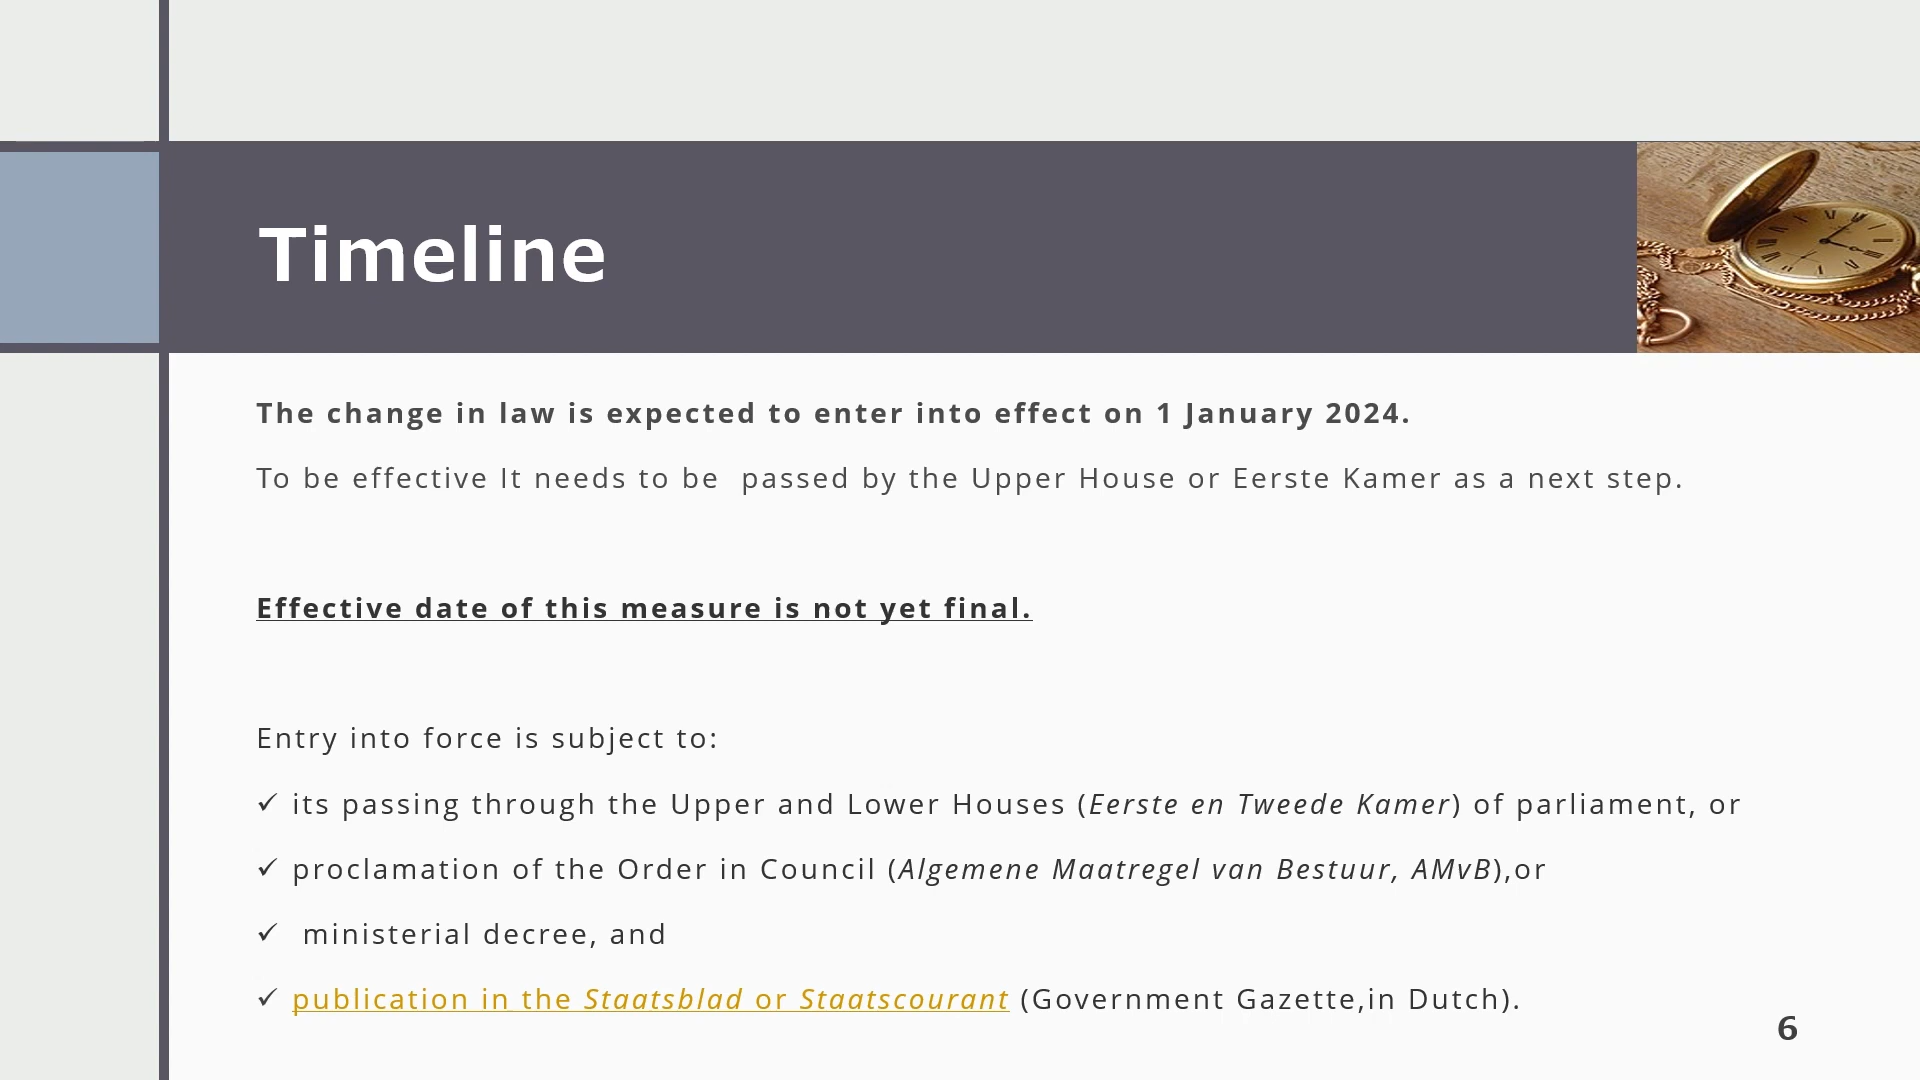 Timeline
The change in law is expected to enter into effect on 1 January 2024.
To be effective It needs to be  passed by the Upper House or Eerste Kamer as a next step.
Effective date of this measure is not yet final.
Entry into force is subject to:
✓ its passing through the Upper and Lower Houses (Eerste en Tweede Kamer) of parliament, or
✓ proclamation of the Order in Council (Algemene Maatregel van Bestuur, AMvB),or
✓  ministerial decree, and
✓ publication in the Staatsblad or Staatscourant (Government Gazette,in Dutch).
6